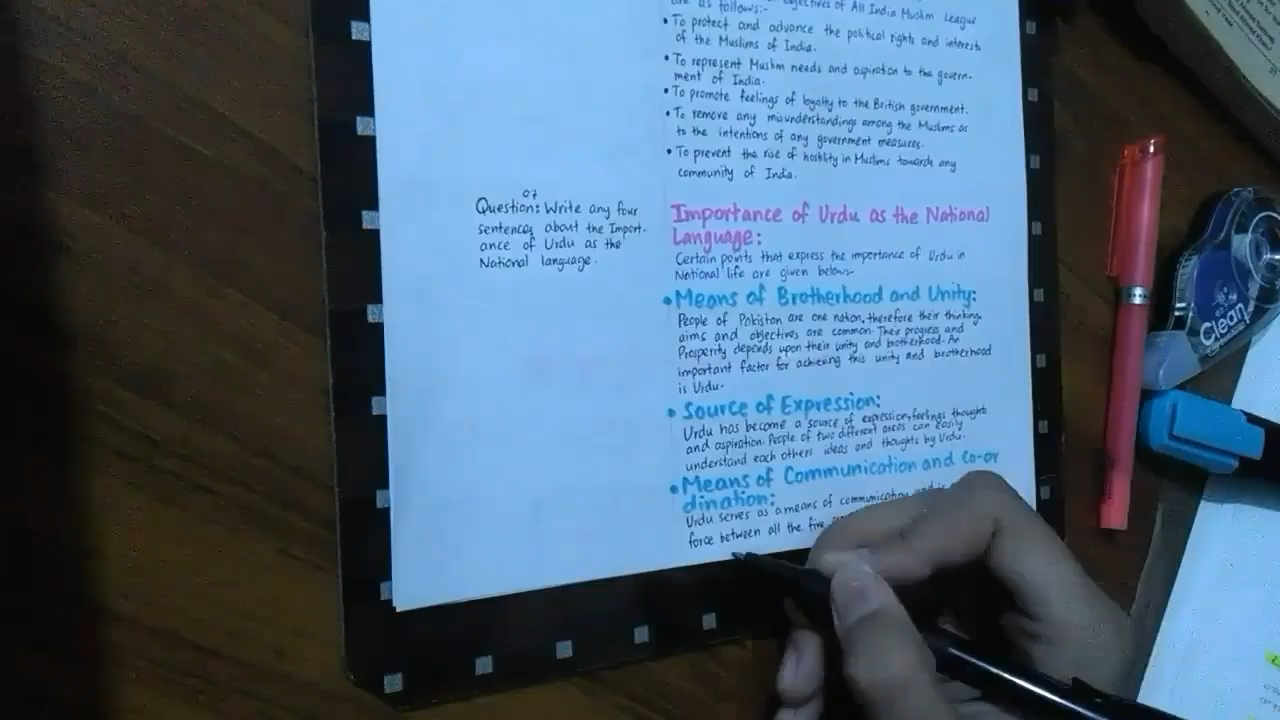 objectives of All India Muslim League
are as follows:-
• To protect and advance the political rights and interests
of the Muslims of India.
• To represent Muslim needs and aspiration to the govern-
ment of India.
• To promote feelings of loyalty to the British government.
• To remove any misunderstandings among the Muslims as
to the intentions of any government measures.
• To prevent the rise of hostility in Muslims towards any
community of India.
07
Question: Write any four
sentences about the Import-
ance of Urdu as the
National language.
Importance of Urdu as the National
Language:
Certain points that express the importance of Urdu in
National life are given below:-
• Means of Brotherhood and Unity:
People of Pakistan are one nation, therefore their thinking,
aims and objectives are common. Their progress and
Prosperity depends upon their unity and brotherhood. An
important factor for achieving this unity and brotherhood
is Urdu.
• Source of Expression:
Urdu has become a source of expression, feelings, thoughts
and aspiration. People of two different areas can easily
understand each others ideas and thoughts by Urdu.
• Means of Communication and Co-or
dination:
Urdu serves as a means of communication
force between all the five
Clean